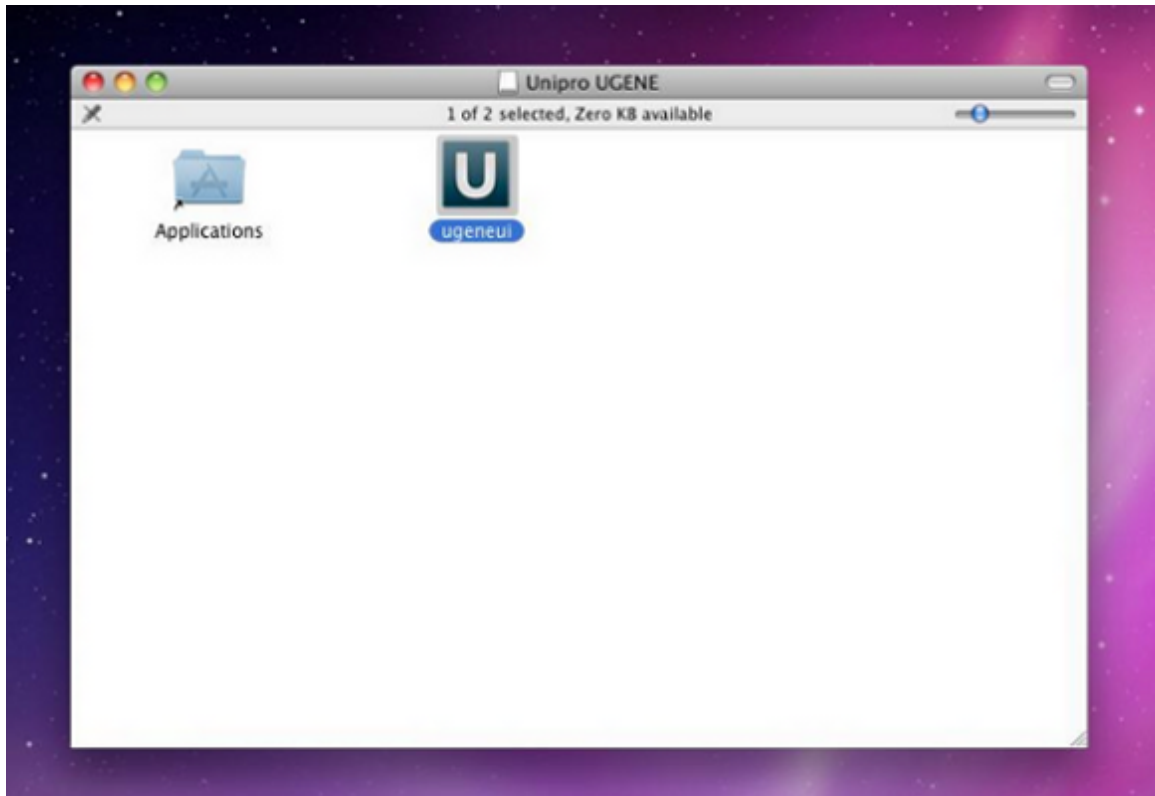 Unipro UGENE
1 of 2 selected, Zero KB available
Applications
U
ugeneui